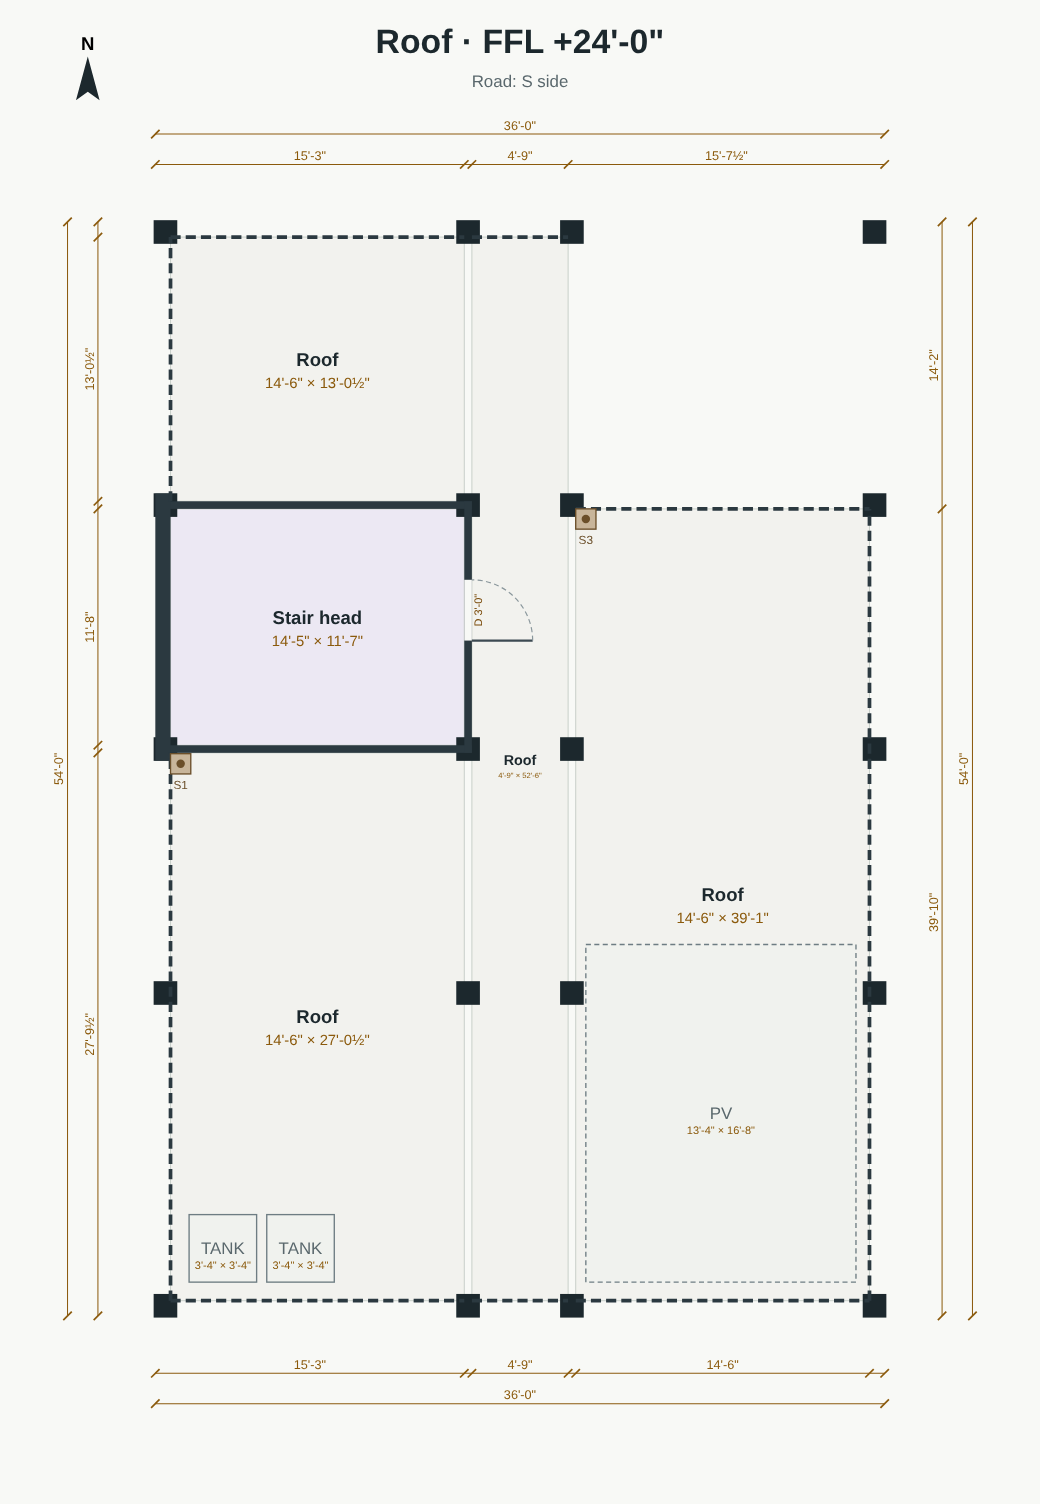 Roof · FFL +24'-0"
N
Road: S side
36'-0"
15'-3"
4'-9"
15'-7½"
13'-0½"
14'-2"
Roof
14'-6" × 13'-0½"
S3
D 3'-0"
Stair head
14'-5" × 11'-7"
11'-8"
54'-0"
Roof
4'-9" × 52'-6"
54'-0"
S1
Roof
14'-6" × 39'-1"
39'-10"
Roof
14'-6" × 27'-0½"
27'-9½"
PV
13'-4" × 16'-8"
TANK
3'-4" × 3'-4"
TANK
3'-4" × 3'-4"
15'-3"
4'-9"
14'-6"
36'-0"